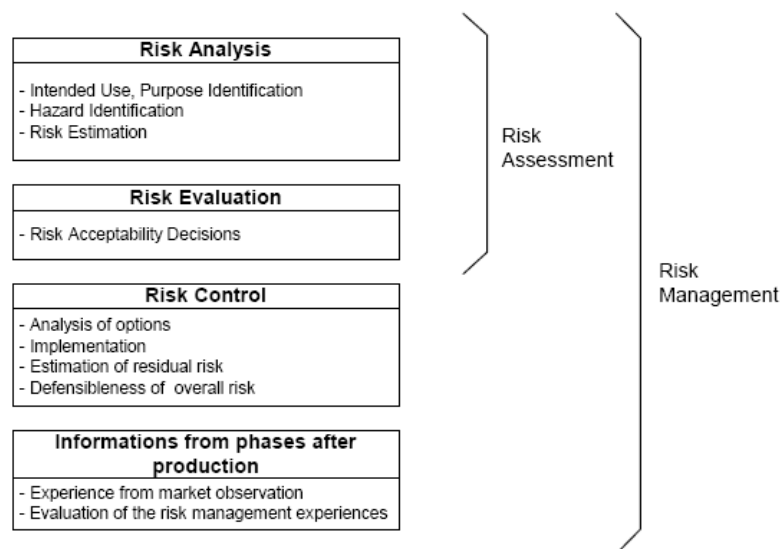 Risk Analysis
- Intended Use, Purpose Identification
- Hazard Identification
- Risk Estimation
Risk Evaluation
- Risk Acceptability Decisions
Risk Control
- Analysis of options
- Implementation
- Estimation of residual risk
- Defensibleness of overall risk
Informations from phases after
production
- Experience from market observation
- Evaluation of the risk management experiences
Risk
Assessment
Risk
Management